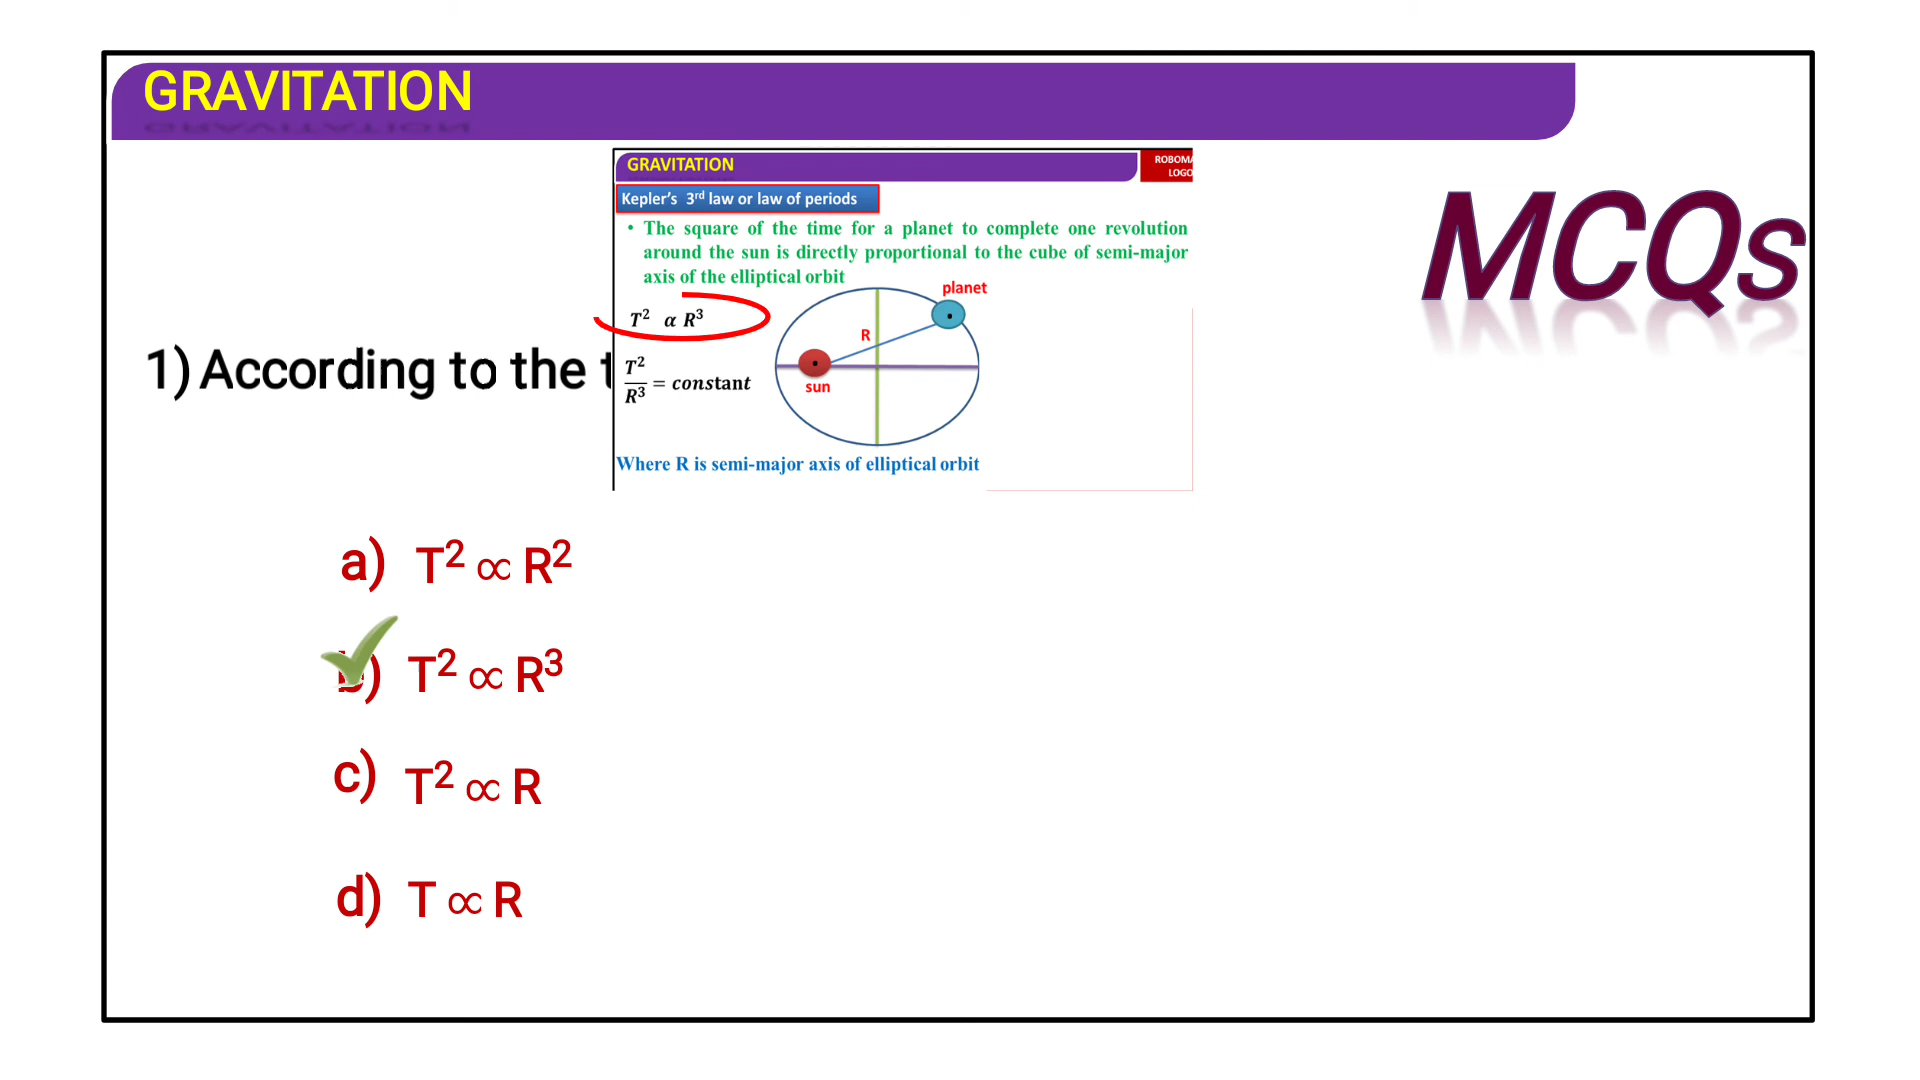 GRAVITATION
GRAVITATION
Kepler's 3rd law or law of periods
• The square of the time for a planet to complete one revolution
around the sun is directly proportional to the cube of semi-major
axis of the elliptical orbit
planet
T² α R³
R
T²/R³ = constant
sun
Where R is semi-major axis of elliptical orbit
LOGO
MCQs
1) According to the
a) T² ∝ R²
b) T² ∝ R³
c) T² ∝ R
d) T ∝ R